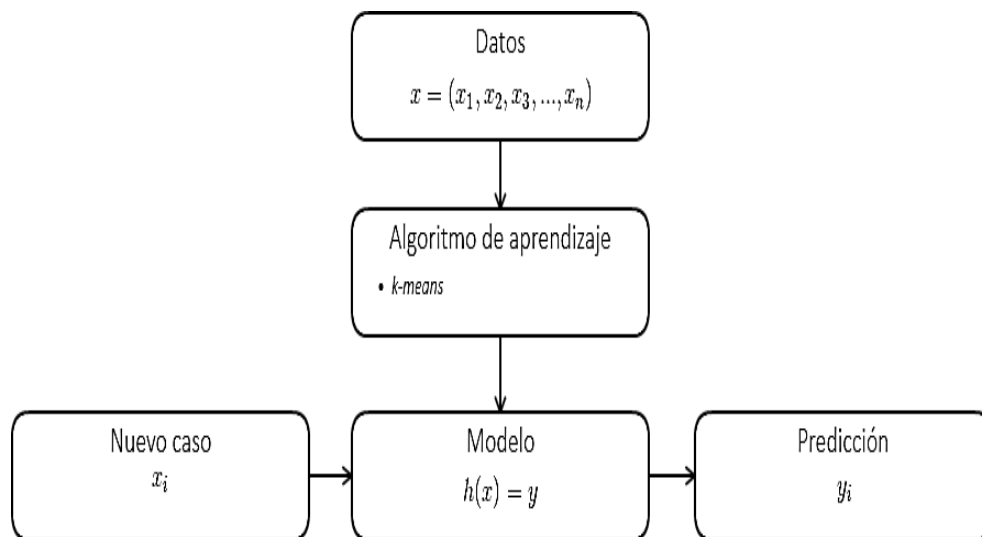 Datos
x = (x₁, x₂, x₃, ..., xₙ)
Algoritmo de aprendizaje
• k-means
Nuevo caso
xᵢ
Modelo
h(x) = y
Predicción
yᵢ